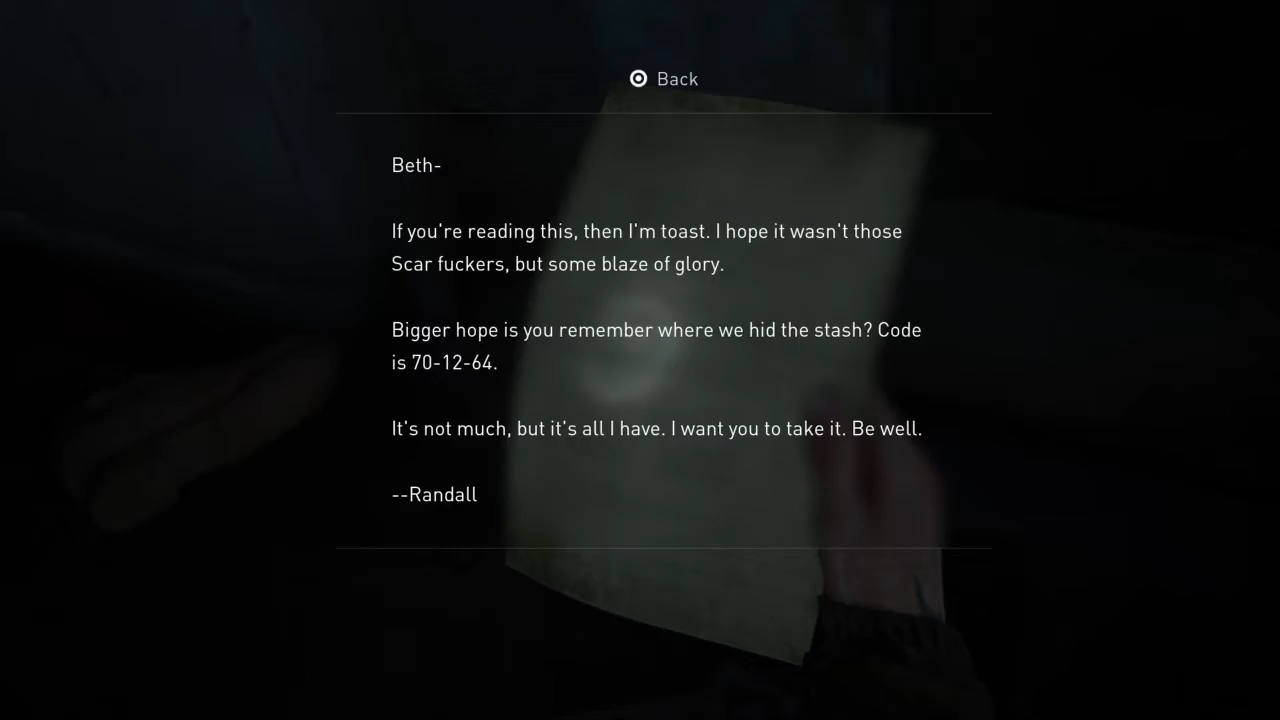 Back
Beth-
If you're reading this, then I'm toast. I hope it wasn't those
Scar fuckers, but some blaze of glory.
Bigger hope is you remember where we hid the stash? Code
is 70-12-64.
It's not much, but it's all I have. I want you to take it. Be well.
--Randall